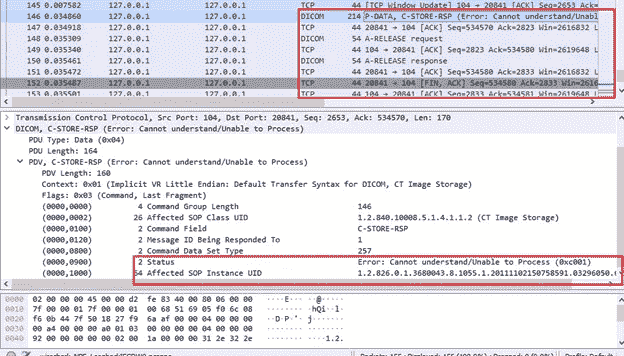 145 0.007582 127.0.0.1 127.0.0.1 TCP 44 [TCP Window Update] 104 → 20841 [ACK] Seq=2653 Ack=
146 0.034860 127.0.0.1 127.0.0.1 DICOM 214 P-DATA, C-STORE-RSP (Error: Cannot understand/Unabl
147 0.034898 127.0.0.1 127.0.0.1 TCP 44 20841 → 104 [ACK] Seq=534570 Ack=2823 Win=2616832 L
148 0.035309 127.0.0.1 127.0.0.1 DICOM 54 A-RELEASE request
149 0.035340 127.0.0.1 127.0.0.1 TCP 44 104 → 20841 [ACK] Seq=2823 Ack=534580 Win=2619648 L
150 0.035461 127.0.0.1 127.0.0.1 DICOM 54 A-RELEASE response
151 0.035472 127.0.0.1 127.0.0.1 TCP 44 20841 → 104 [ACK] Seq=534580 Ack=2833 Win=2616832 L
152 0.035487 127.0.0.1 127.0.0.1 TCP 44 20841 → 104 [FIN, ACK] Seq=534580 Ack=2833 Win=261
153 0.035501 127.0.0.1 127.0.0.1 TCP 44 104 → 20841 [ACK] Seq=2833 Ack=534581 Win=2619648 L
Transmission Control Protocol, Src Port: 104, Dst Port: 20841, Seq: 2653, Ack: 534570, Len: 170
DICOM, C-STORE-RSP (Error: Cannot understand/Unable to Process)
PDU Type: Data (0x04)
PDU Length: 164
PDV, C-STORE-RSP (Error: Cannot understand/Unable to Process)
PDV Length: 160
Context: 0x01 (Implicit VR Little Endian: Default Transfer Syntax for DICOM, CT Image Storage)
Flags: 0x03 (Command, Last Fragment)
(0000,0000) 4 Command Group Length 146
(0000,0002) 26 Affected SOP Class UID 1.2.840.10008.5.1.4.1.1.2 (CT Image Storage)
(0000,0100) 2 Command Field C-STORE-RSP
(0000,0120) 2 Message ID Being Responded To 1
(0000,0800) 2 Command Data Set Type 257
(0000,0900) 2 Status Error: Cannot understand/Unable to Process (0xc001)
(0000,1000) 64 Affected SOP Instance UID 1.2.826.0.1.3680043.8.1055.1.20111102150758591.03296050.
0000 02 00 00 00 45 00 00 d2 fe 83 40 00 80 06 00 00 ····E··· ··@·····
0010 7f 00 00 01 7f 00 00 01 00 68 51 69 05 f0 6c 08 ········ ·hQi··l·
0020 f6 0b 44 7f 50 18 27 f9 6a af 00 00 04 00 00 00 ··D·P·'· j·······
0030 00 a4 00 00 00 a0 01 03 00 00 00 00 04 00 00 00
0040 92 00 00 00 00 00 02 00 1a 00 00 00 31 2e 32 2e ········ ····1.2.